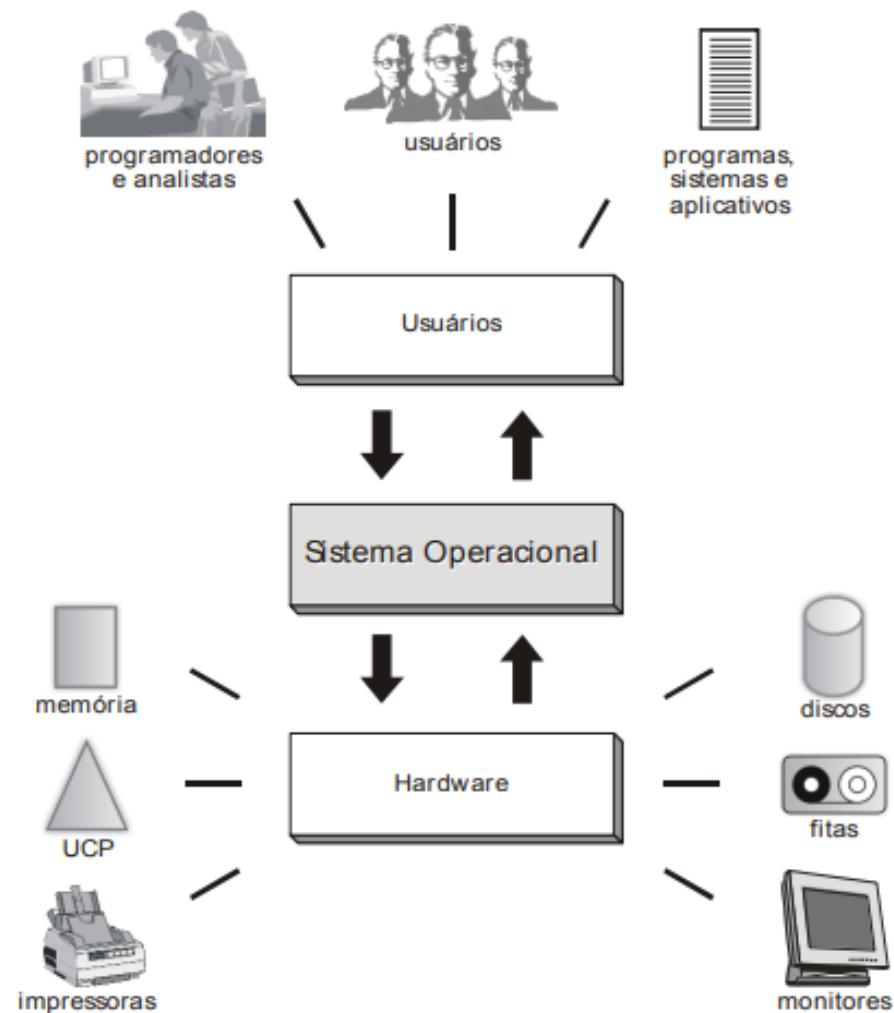 programadores
e analistas
usuários
programas,
sistemas e
aplicativos
Usuários
Sistema Operacional
memória
discos
Hardware
UCP
fitas
impressoras
monitores